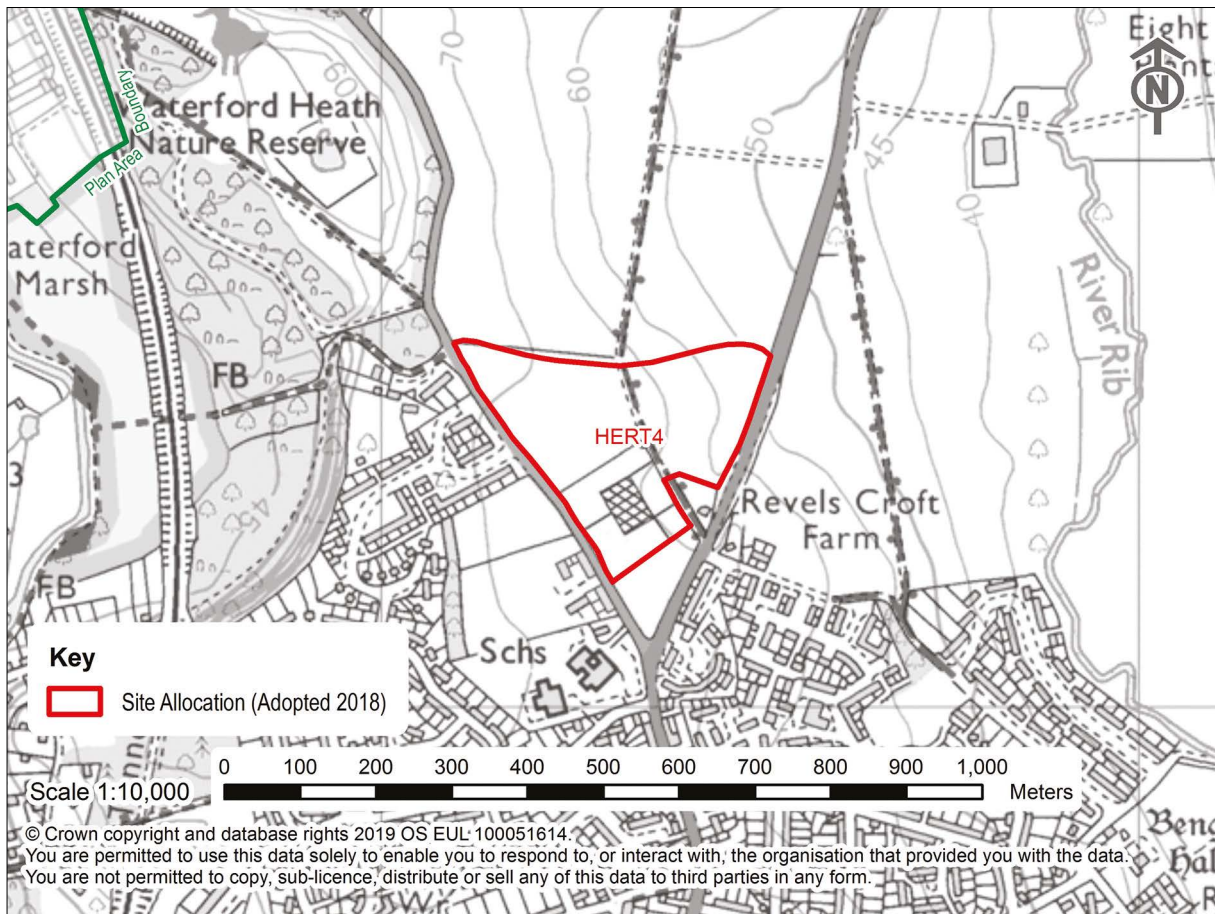 70
60
60
50
45
40
Eight
N
Boundary
Plan Area
Waterford Heath
Nature Reserve
aterford
Marsh
River Rib
FB
HERT4
3
45
Revels Croft
Farm
FB
Schs
Key
Site Allocation (Adopted 2018)
0 100 200 300 400 500 600 700 800 900 1,000
Scale 1:10,000
Meters
© Crown copyright and database rights 2019 OS EUL 100051614.
You are permitted to use this data solely to enable you to respond to, or interact with, the organisation that provided you with the data.
You are not permitted to copy, sub-licence, distribute or sell any of this data to third parties in any form.